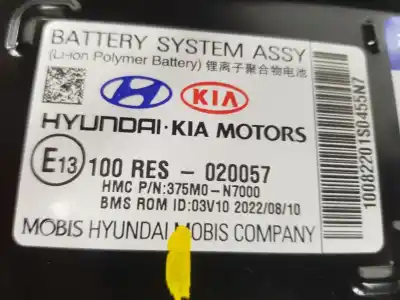 BATTERY SYSTEM ASSY
(Li-ion Polymer Battery) 锂离子聚合物电池
KIA
HYUNDAI·KIA MOTORS
E13 100 RES - 020057
HMC P/N:375M0-N7000
BMS ROM ID:03V10 2022/08/10
MOBIS HYUNDAI MOBIS COMPANY
10082201S0455N7